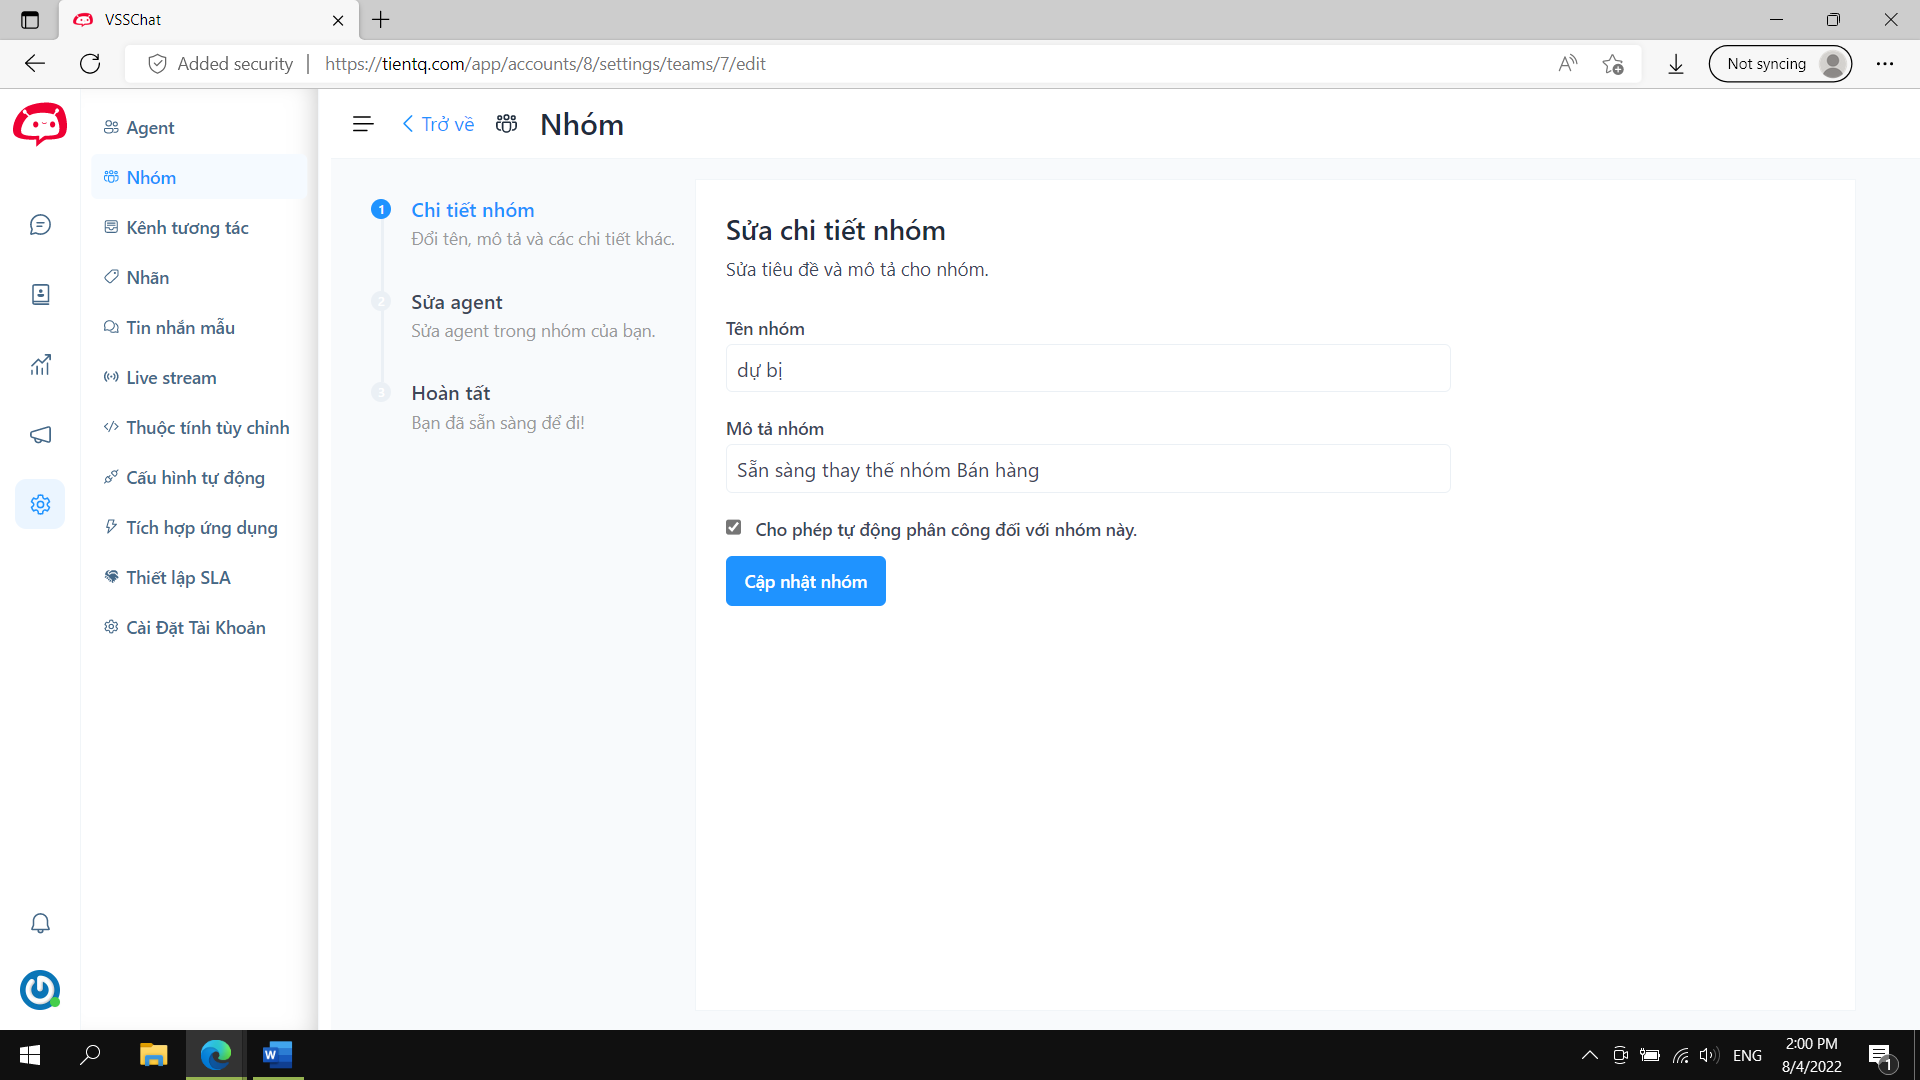 VSSChat
Added security
https://tientq.com/app/accounts/8/settings/teams/7/edit
Not syncing
Agent
Nhóm
Kênh tương tác
Nhãn
Tin nhắn mẫu
Live stream
Thuộc tính tùy chỉnh
Cấu hình tự động
Tích hợp ứng dụng
Thiết lập SLA
Cài Đặt Tài Khoản
Trở về
Nhóm
1
Chi tiết nhóm
Đổi tên, mô tả và các chi tiết khác.
2
Sửa agent
Sửa agent trong nhóm của bạn.
3
Hoàn tất
Bạn đã sẵn sàng để đi!
Sửa chi tiết nhóm
Sửa tiêu đề và mô tả cho nhóm.
Tên nhóm
dự bị
Mô tả nhóm
Sẵn sàng thay thế nhóm Bán hàng
Cho phép tự động phân công đối với nhóm này.
Cập nhật nhóm
W
ENG
2:00 PM
8/4/2022
1